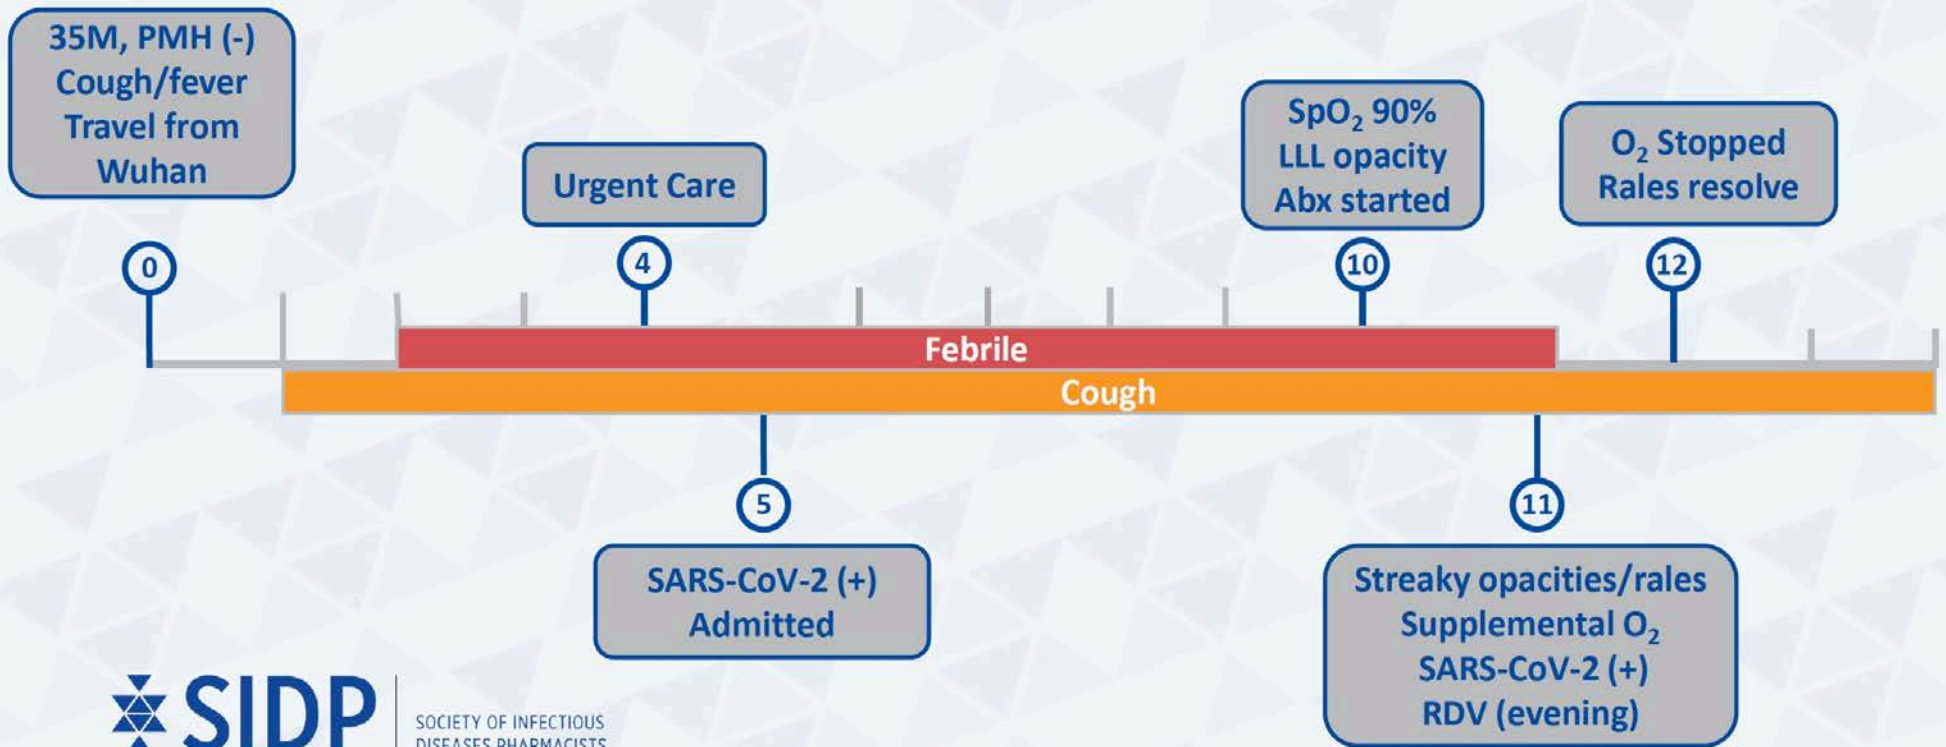 35M, PMH (-)
Cough/fever
Travel from
Wuhan
0
Urgent Care
4
SpO₂ 90%
LLL opacity
Abx started
10
O₂ Stopped
Rales resolve
12
Febrile
Cough
5
SARS-CoV-2 (+)
Admitted
11
Streaky opacities/rales
Supplemental O₂
SARS-CoV-2 (+)
RDV (evening)
SIDP
SOCIETY OF INFECTIOUS
DISEASES PHARMACISTS